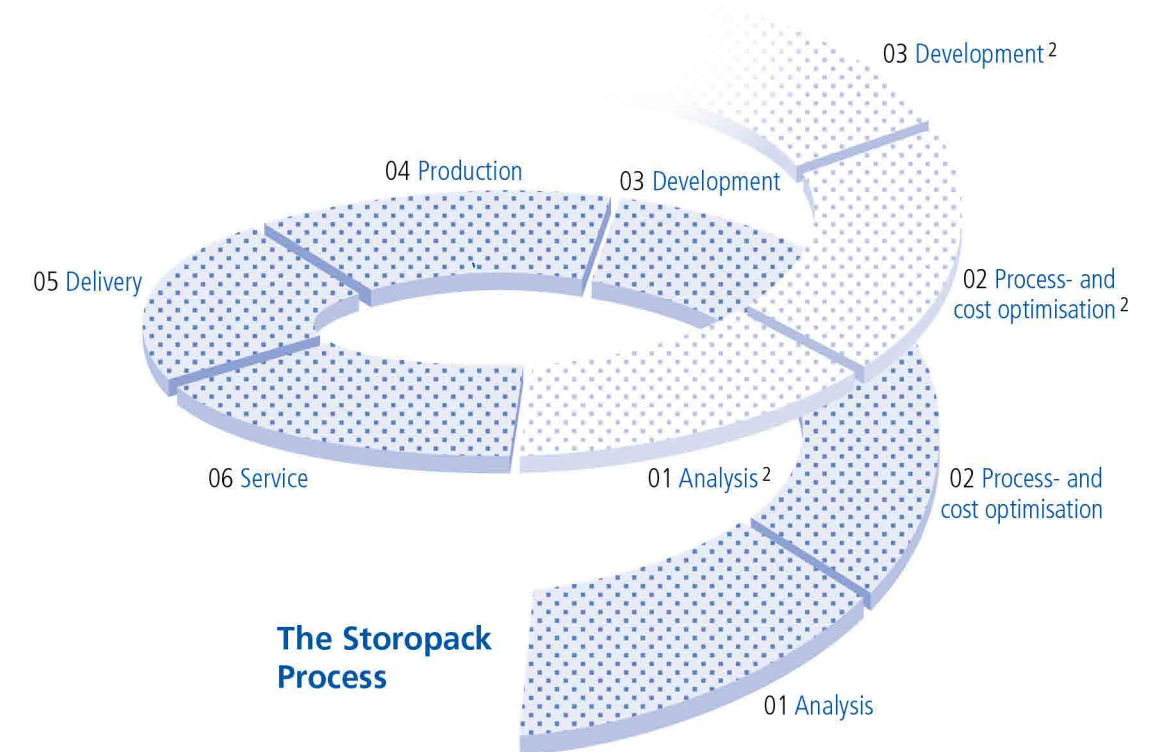 03 Development ²
04 Production
03 Development
05 Delivery
02 Process- and
cost optimisation ²
06 Service
01 Analysis ²
02 Process- and
cost optimisation
The Storopack
Process
01 Analysis